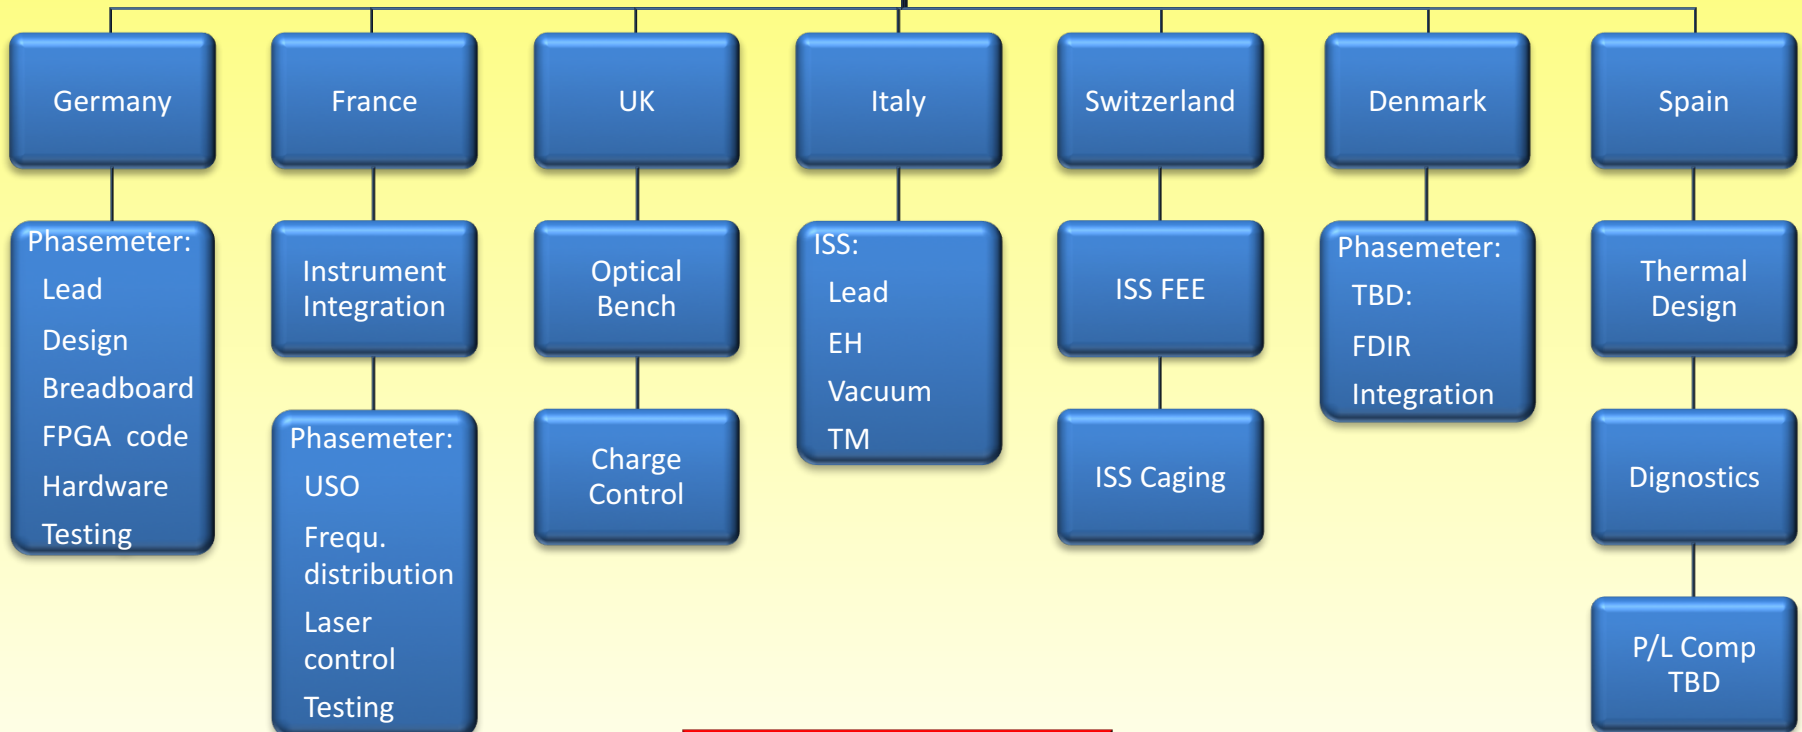 Germany
France
UK
Italy
Switzerland
Denmark
Spain
Phasemeter:
Lead
Design
Breadboard
FPGA code
Hardware
Testing
Instrument
Integration
Phasemeter:
USO
Frequ.
distribution
Laser
control
Testing
Optical
Bench
Charge
Control
ISS:
Lead
EH
Vacuum
TM
ISS FEE
ISS Caging
Phasemeter:
TBD:
FDIR
Integration
Thermal
Design
Dignostics
P/L Comp
TBD